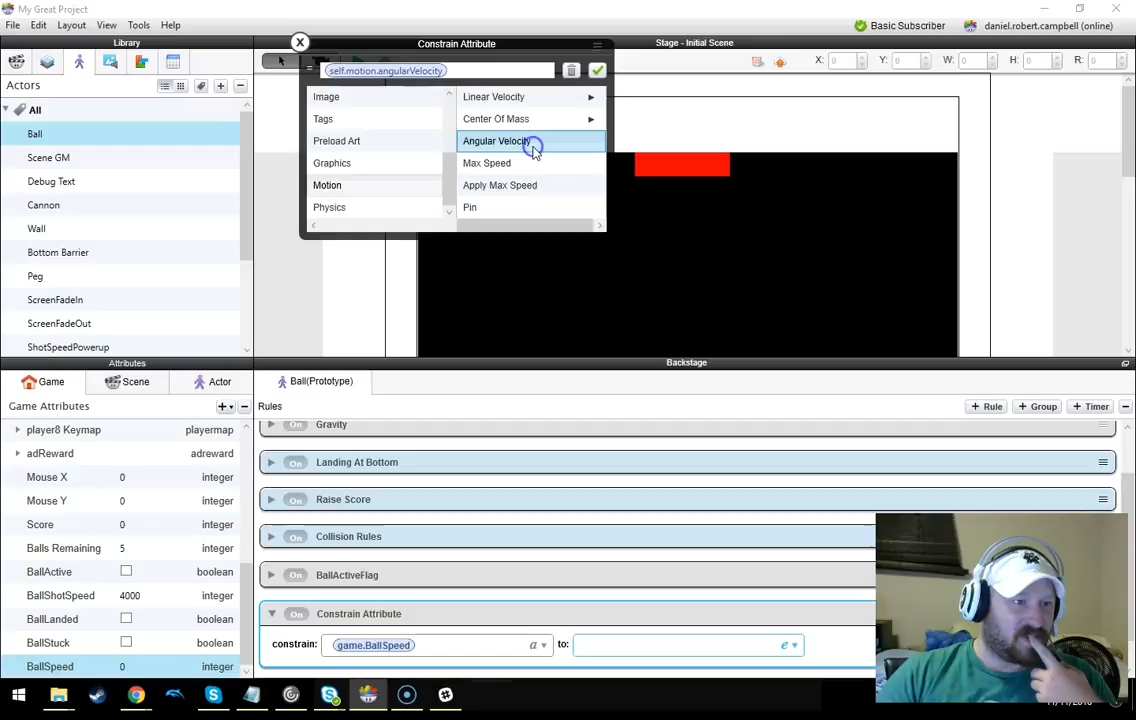 My Great Project
File Edit Layout View Tools Help
Basic Subscriber daniel.robert.campbell (online)
Library
Constrain Attribute
Stage - Initial Scene
X
= self.motion.angularVelocity
X: 0 Y: 0 W: 0 H: 0 R: 0
Actors
All
Ball
Scene GM
Debug Text
Cannon
Wall
Bottom Barrier
Peg
ScreenFadeIn
ScreenFadeOut
ShotSpeedPowerup
Image
Tags
Preload Art
Graphics
Motion
Physics
Linear Velocity
Center Of Mass
Angular Velocity
Max Speed
Apply Max Speed
Pin
Attributes
Backstage
Game Scene Actor
Ball(Prototype)
Game Attributes
Rules
+ Rule + Group + Timer
player8 Keymap playermap
adReward adreward
Mouse X 0 integer
Mouse Y 0 integer
Score 0 integer
Balls Remaining 5 integer
BallActive boolean
BallShotSpeed 4000 integer
BallLanded boolean
BallStuck boolean
BallSpeed 0 integer
Gravity
On Landing At Bottom
On Raise Score
On Collision Rules
On BallActiveFlag
On Constrain Attribute
constrain: game.BallSpeed a to: e